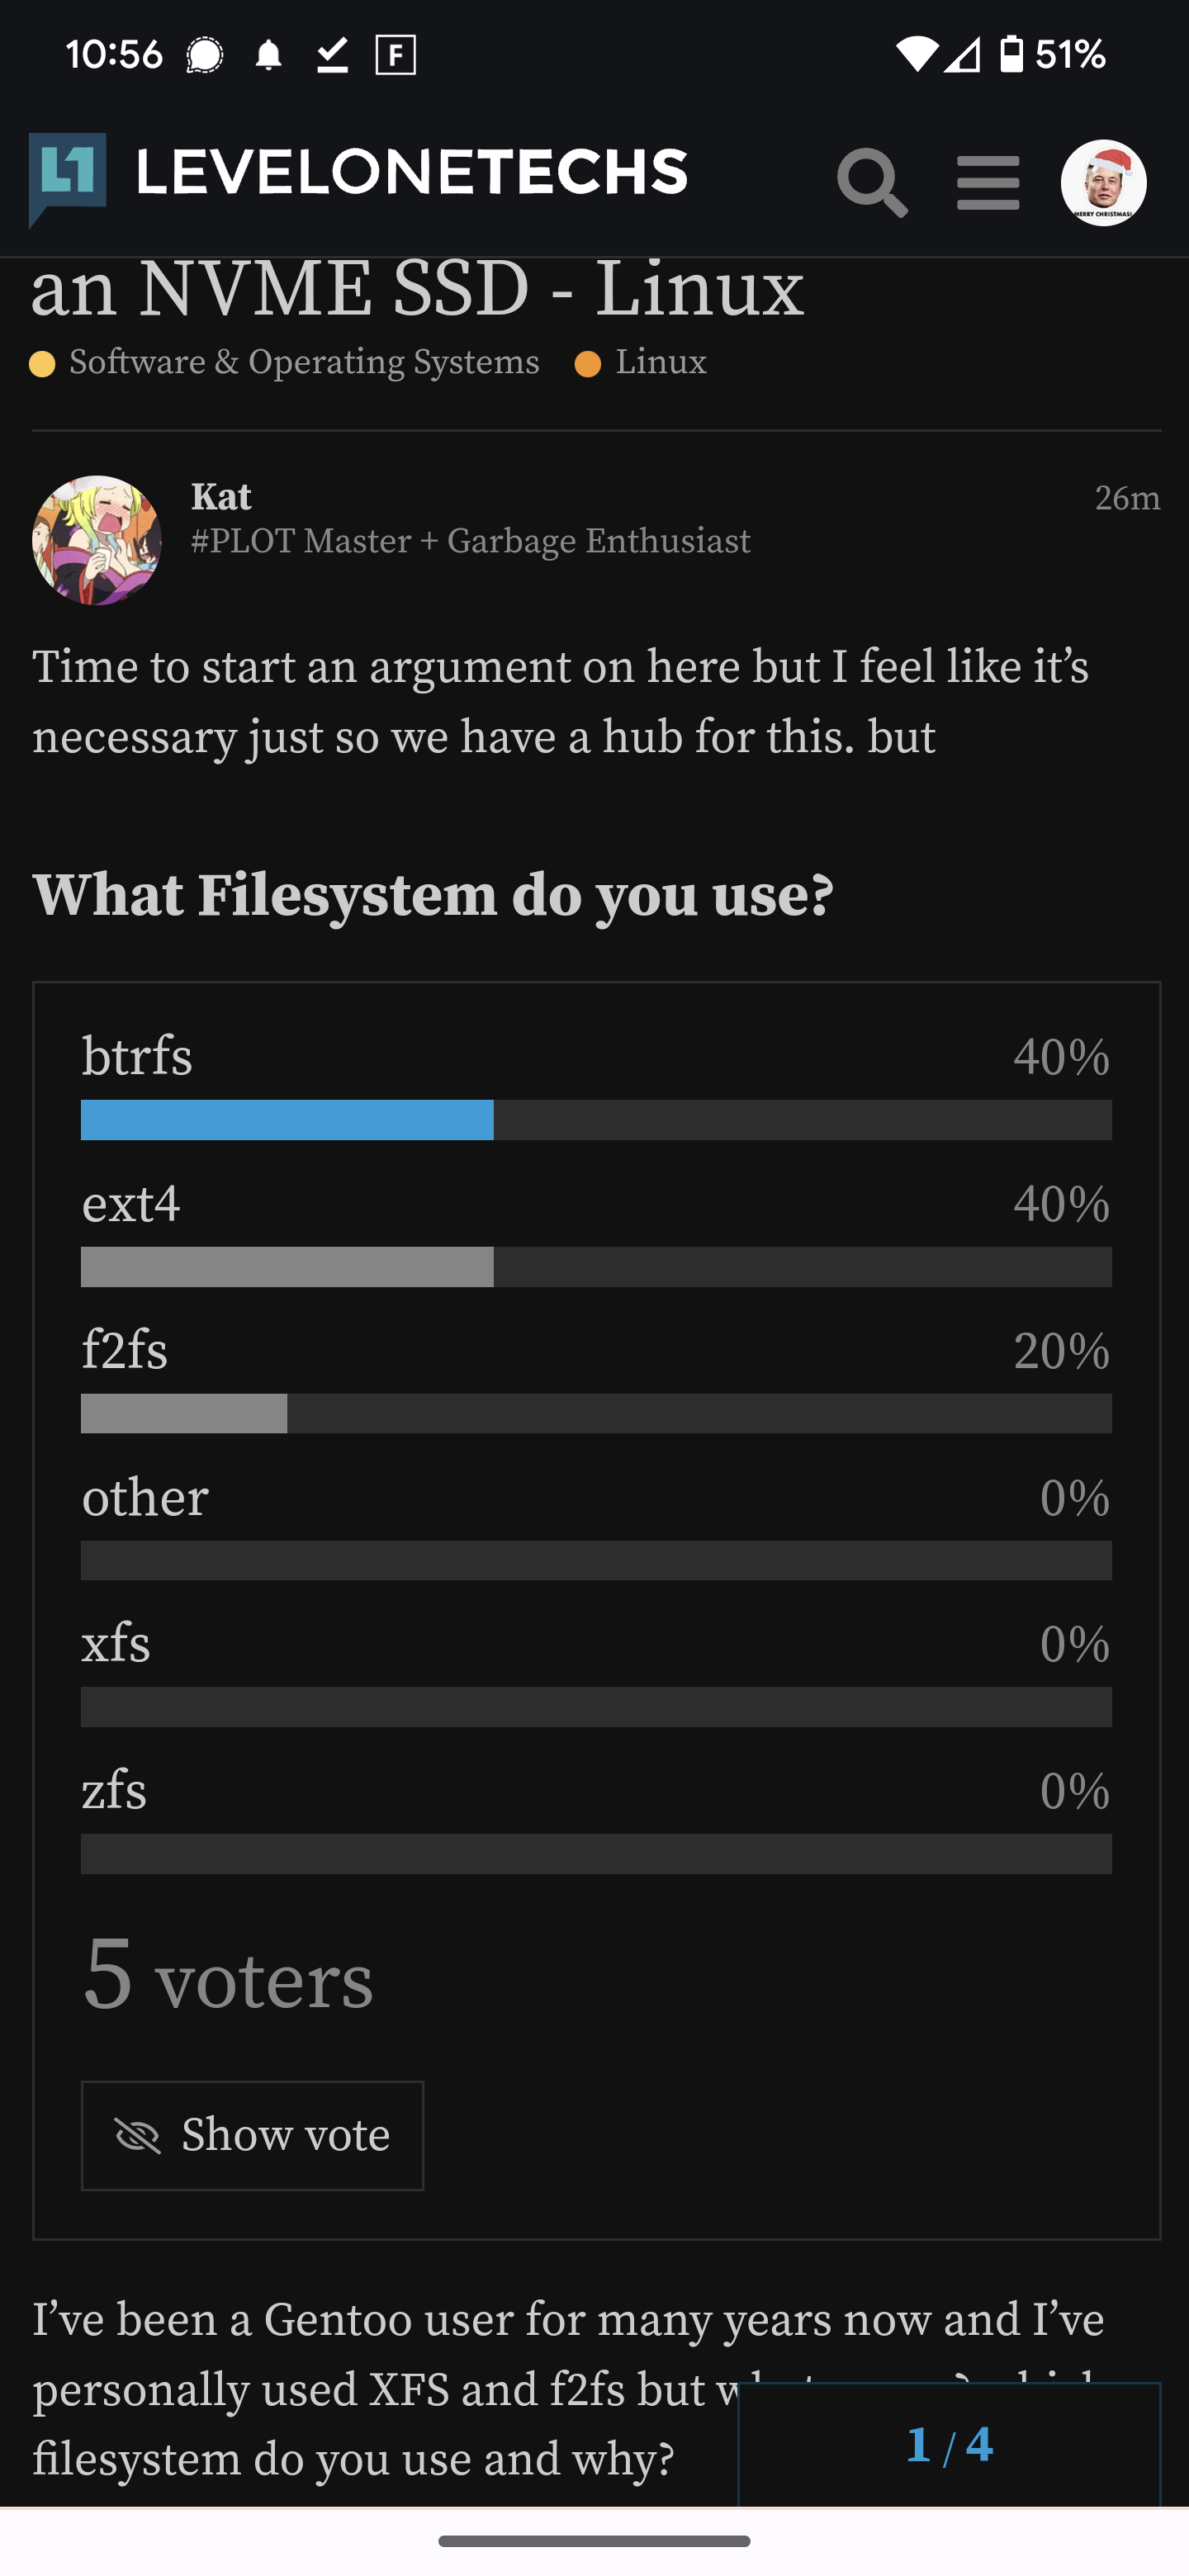 10:56 F 51%
L1 LEVELONETECHS
MERRY CHRISTMAS!
an NVME SSD - Linux
Software & Operating Systems Linux
Kat 26m
#PLOT Master + Garbage Enthusiast
Time to start an argument on here but I feel like it’s
necessary just so we have a hub for this. but
What Filesystem do you use?
btrfs 40%
ext4 40%
f2fs 20%
other 0%
xfs 0%
zfs 0%
5 voters
Show vote
I’ve been a Gentoo user for many years now and I’ve
personally used XFS and f2fs but
filesystem do you use and why?
1 / 4